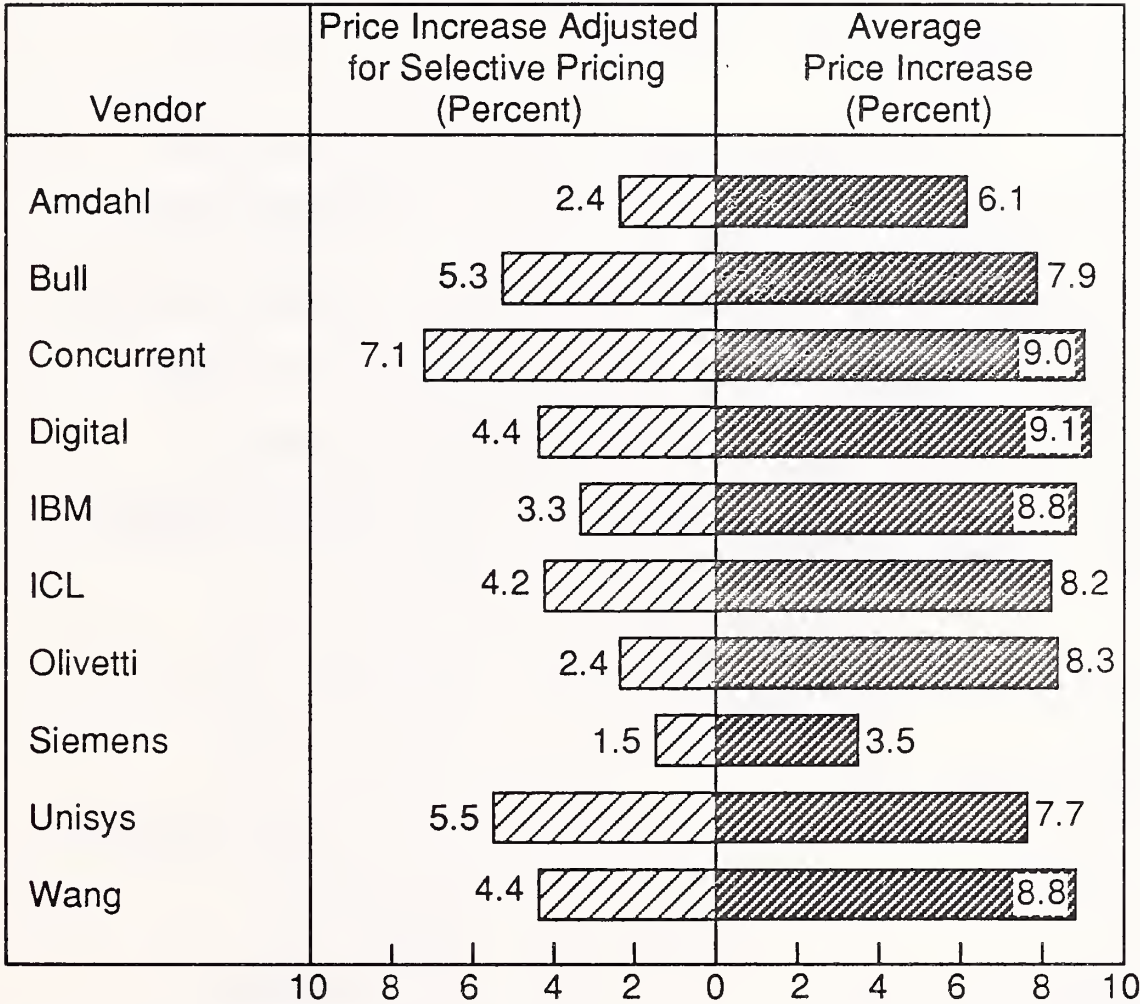 Vendor
Price Increase Adjusted
for Selective Pricing
(Percent)
Average
Price Increase
(Percent)
Amdahl 2.4 6.1
Bull 5.3 7.9
Concurrent 7.1 9.0
Digital 4.4 9.1
IBM 3.3 8.8
ICL 4.2 8.2
Olivetti 2.4 8.3
Siemens 1.5 3.5
Unisys 5.5 7.7
Wang 4.4 8.8
10 8 6 4 2 0 2 4 6 8 10